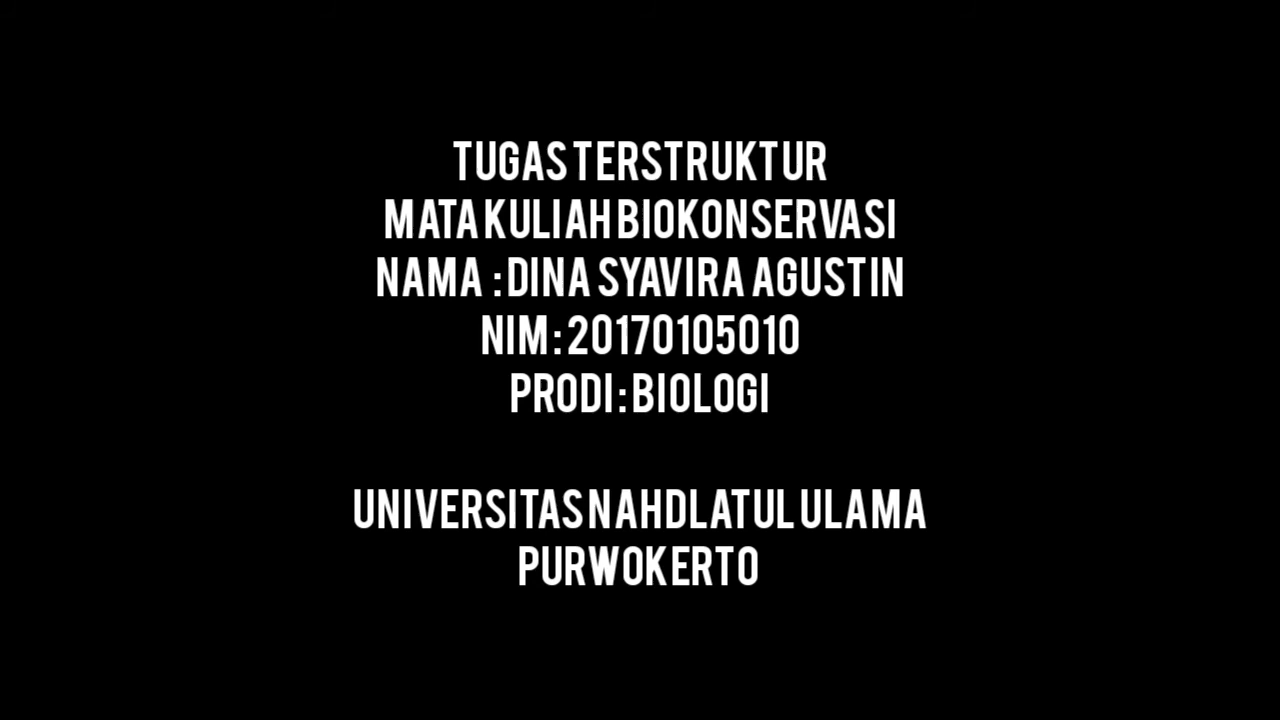 TUGAS TERSTRUKTUR
MATA KULIAH BIOKONSERVASI
NAMA : DINA SYAVIRA AGUSTIN
NIM : 20170105010
PRODI : BIOLOGI
UNIVERSITAS NAHDLATUL ULAMA
PURWOKERTO